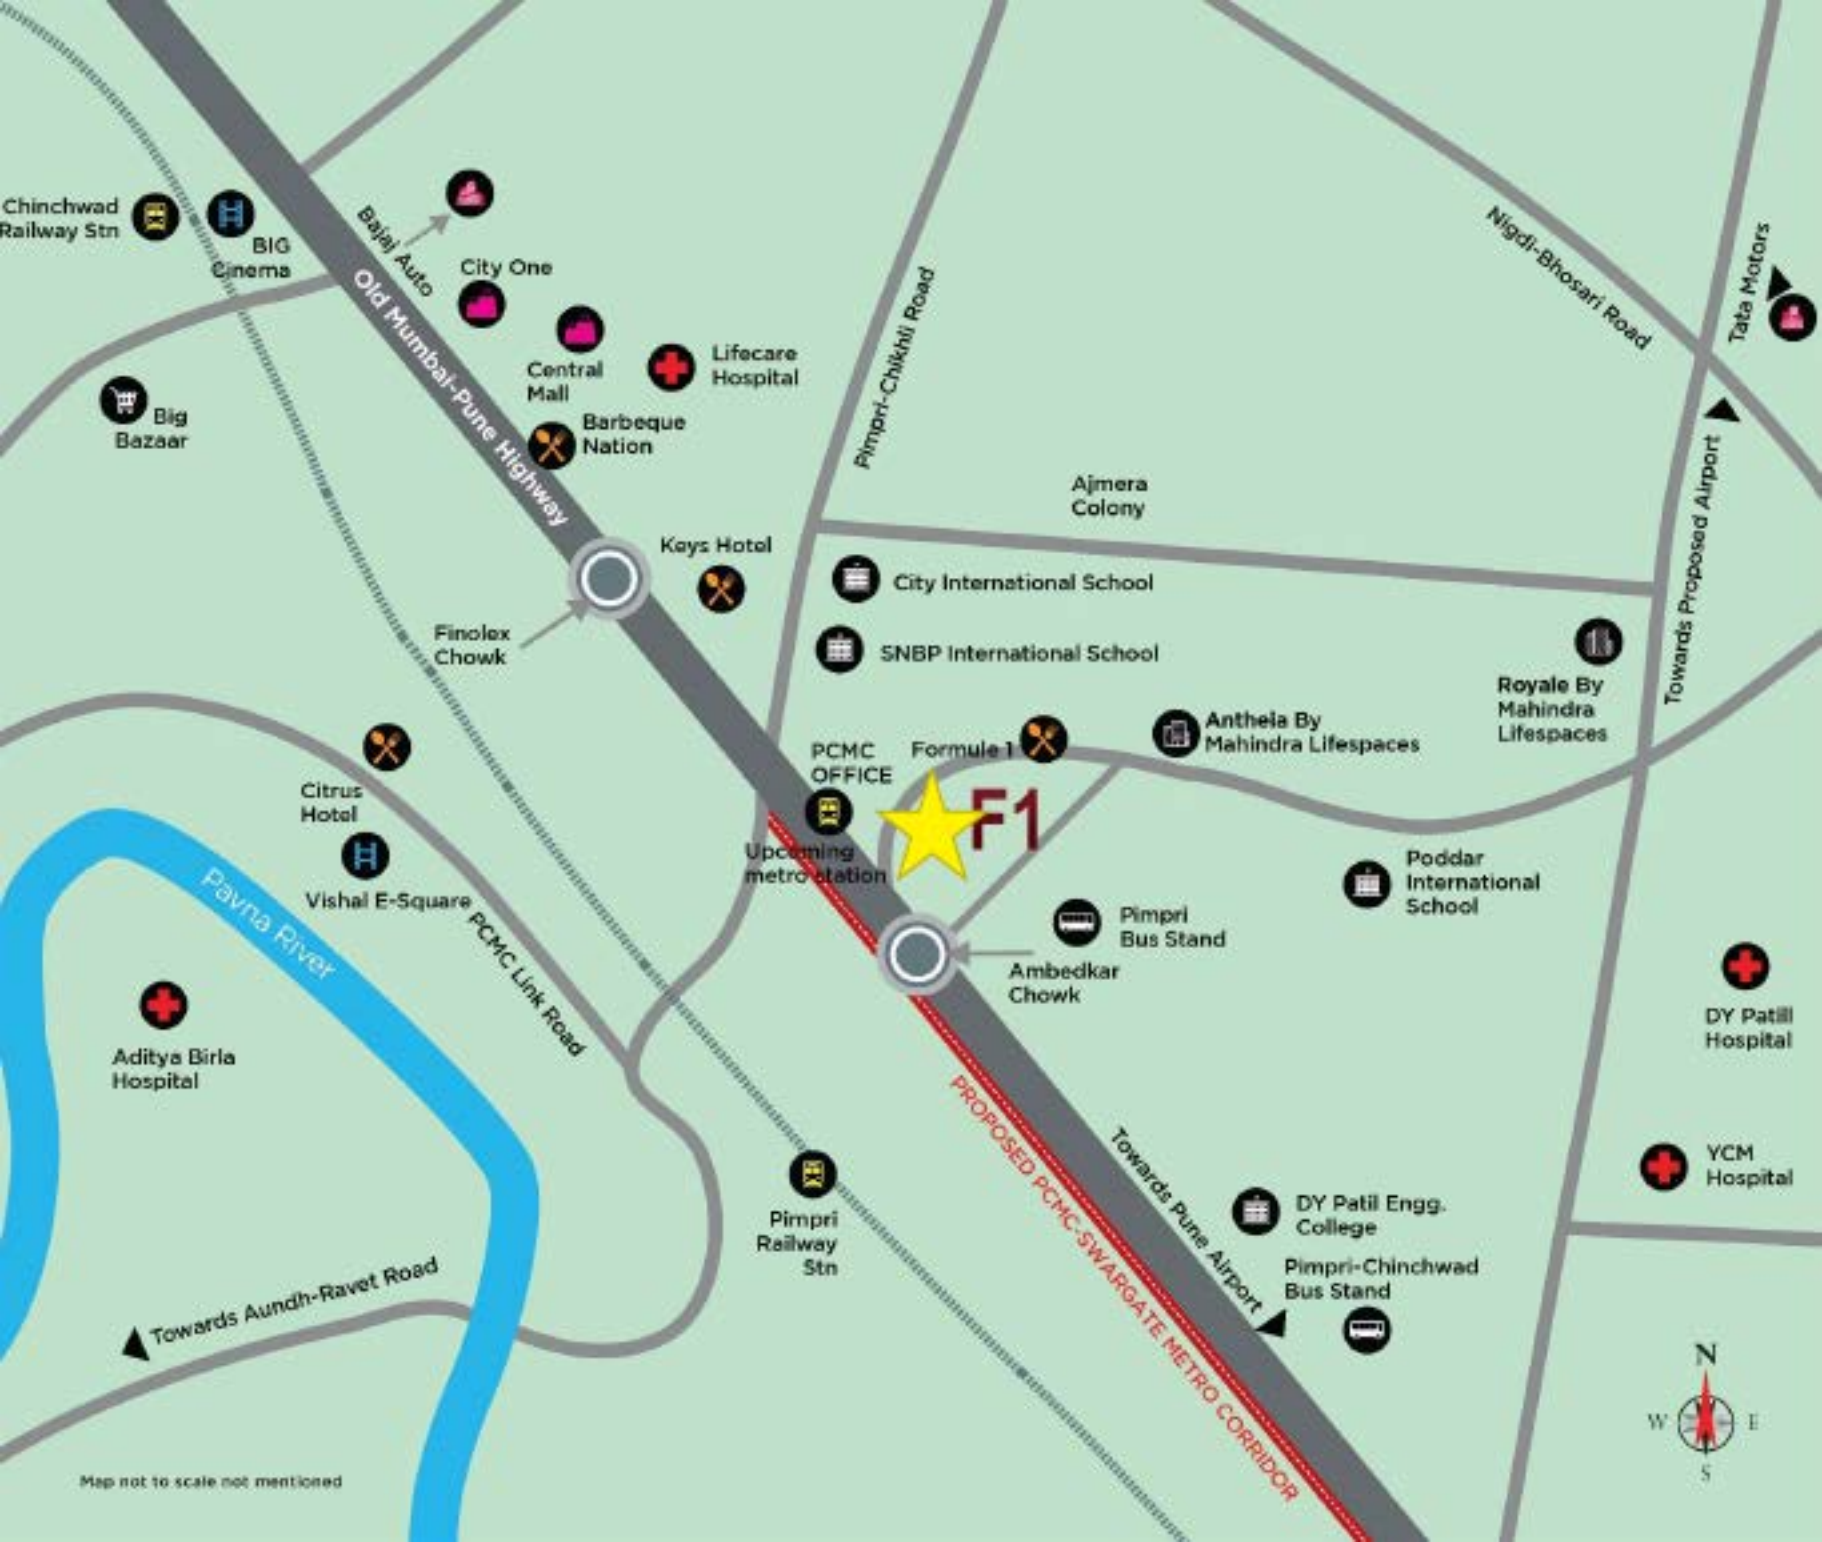 Chinchwad
Railway Stn
BIG
Cinema
Bajaj Auto
City One
Old Mumbai-Pune Highway
Central
Mall
Lifecare
Hospital
Barbeque
Nation
Big
Bazaar
Pimpri-Chikhli Road
Nigdi-Bhosari Road
Tata Motors
Towards Proposed Airport
Ajmera
Colony
Keys Hotel
City International School
Finolex
Chowk
SNBP International School
Royale By
Mahindra
Lifespaces
Antheia By
Mahindra Lifespaces
PCMC
OFFICE
Formule 1
F1
Citrus
Hotel
Upcoming
metro station
Vishal E-Square
Pavna River
PCMC Link Road
Poddar
International
School
Pimpri
Bus Stand
Ambedkar
Chowk
DY Patill
Hospital
Aditya Birla
Hospital
PROPOSED PCMC-SWARGATE METRO CORRIDOR
Towards Pune Airport
YCM
Hospital
Pimpri
Railway
Stn
DY Patil Engg.
College
Pimpri-Chinchwad
Bus Stand
Towards Aundh-Ravet Road
N
W
E
S
Map not to scale not mentioned